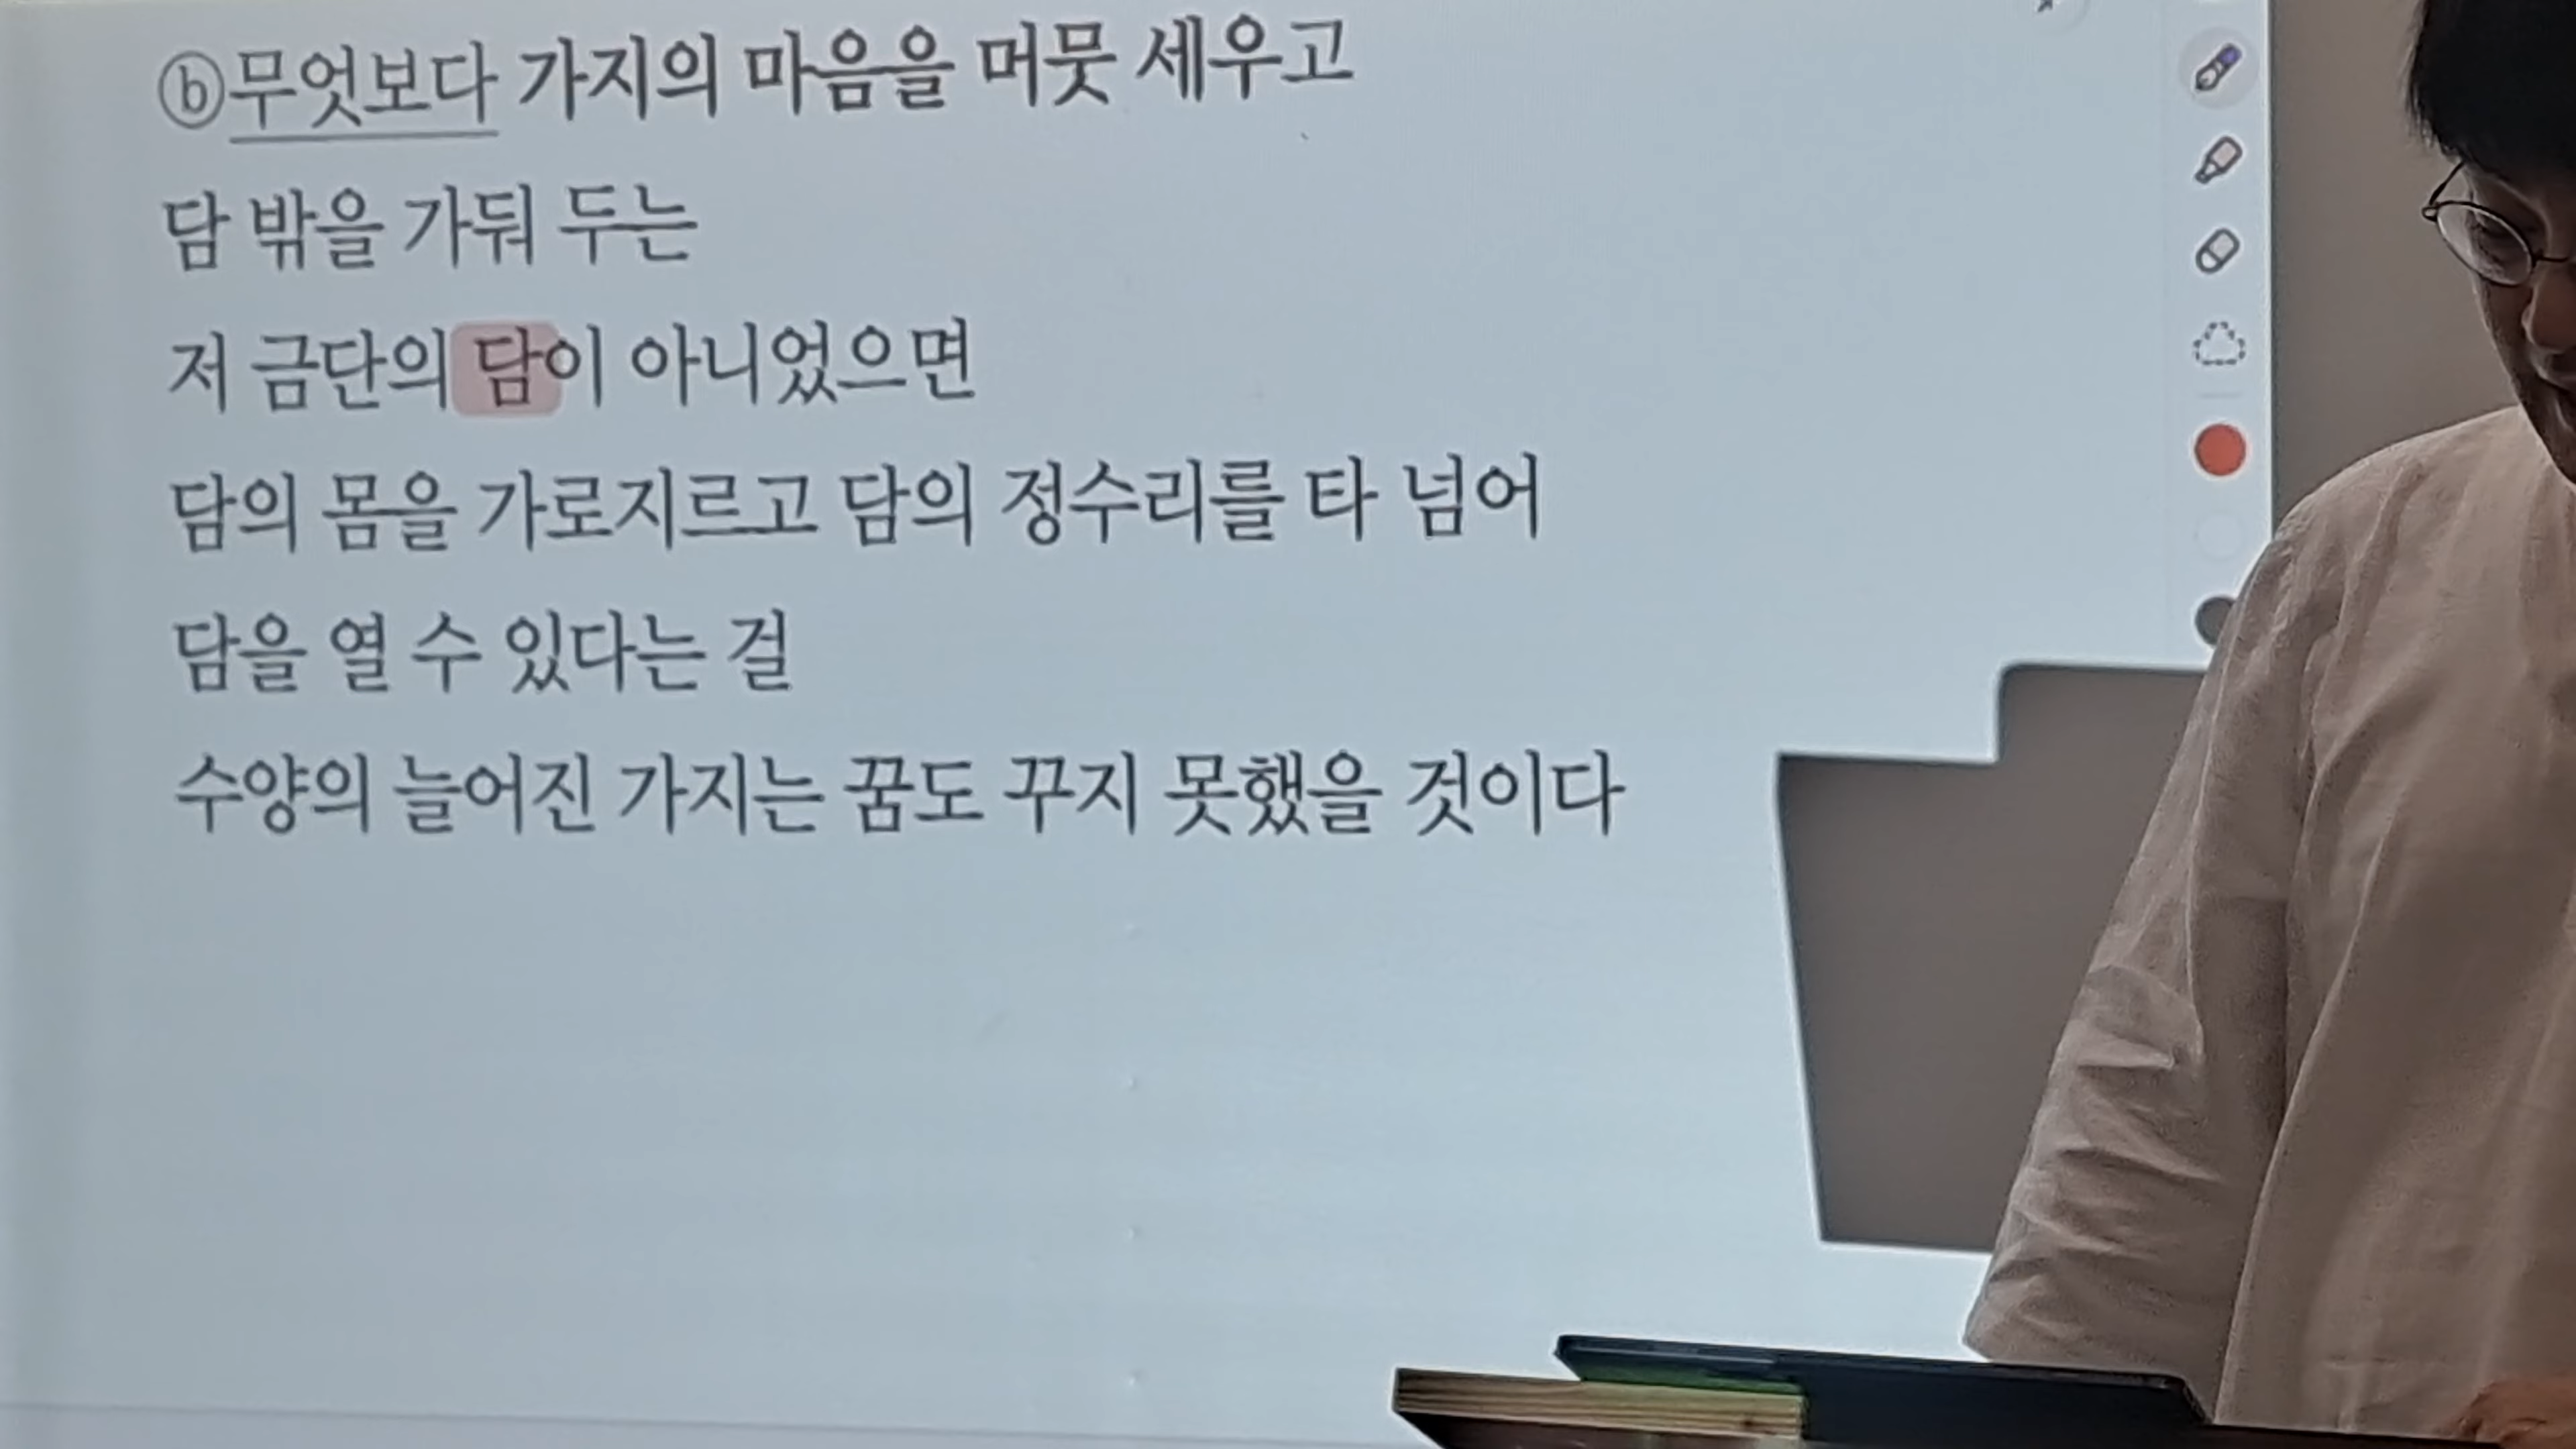 ⓑ무엇보다 가지의 마음을 머뭇 세우고
담 밖을 가둬 두는
저 금단의 담이 아니었으면
담의 몸을 가로지르고 담의 정수리를 타 넘어
담을 열 수 있다는 걸
수양의 늘어진 가지는 꿈도 꾸지 못했을 것이다